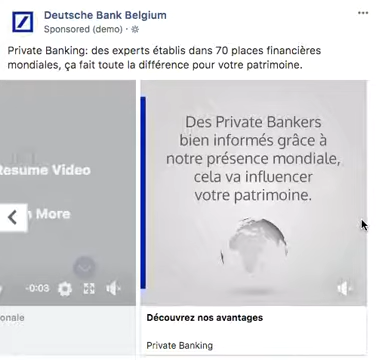 Deutsche Bank Belgium
Sponsored (demo) ·
Private Banking: des experts établis dans 70 places financières
mondiales, ça fait toute la différence pour votre patrimoine.
Resume Video
More
-0:03
Des Private Bankers
bien informés grâce à
notre présence mondiale,
cela va influencer
votre patrimoine.
onale
Découvrez nos avantages
Private Banking